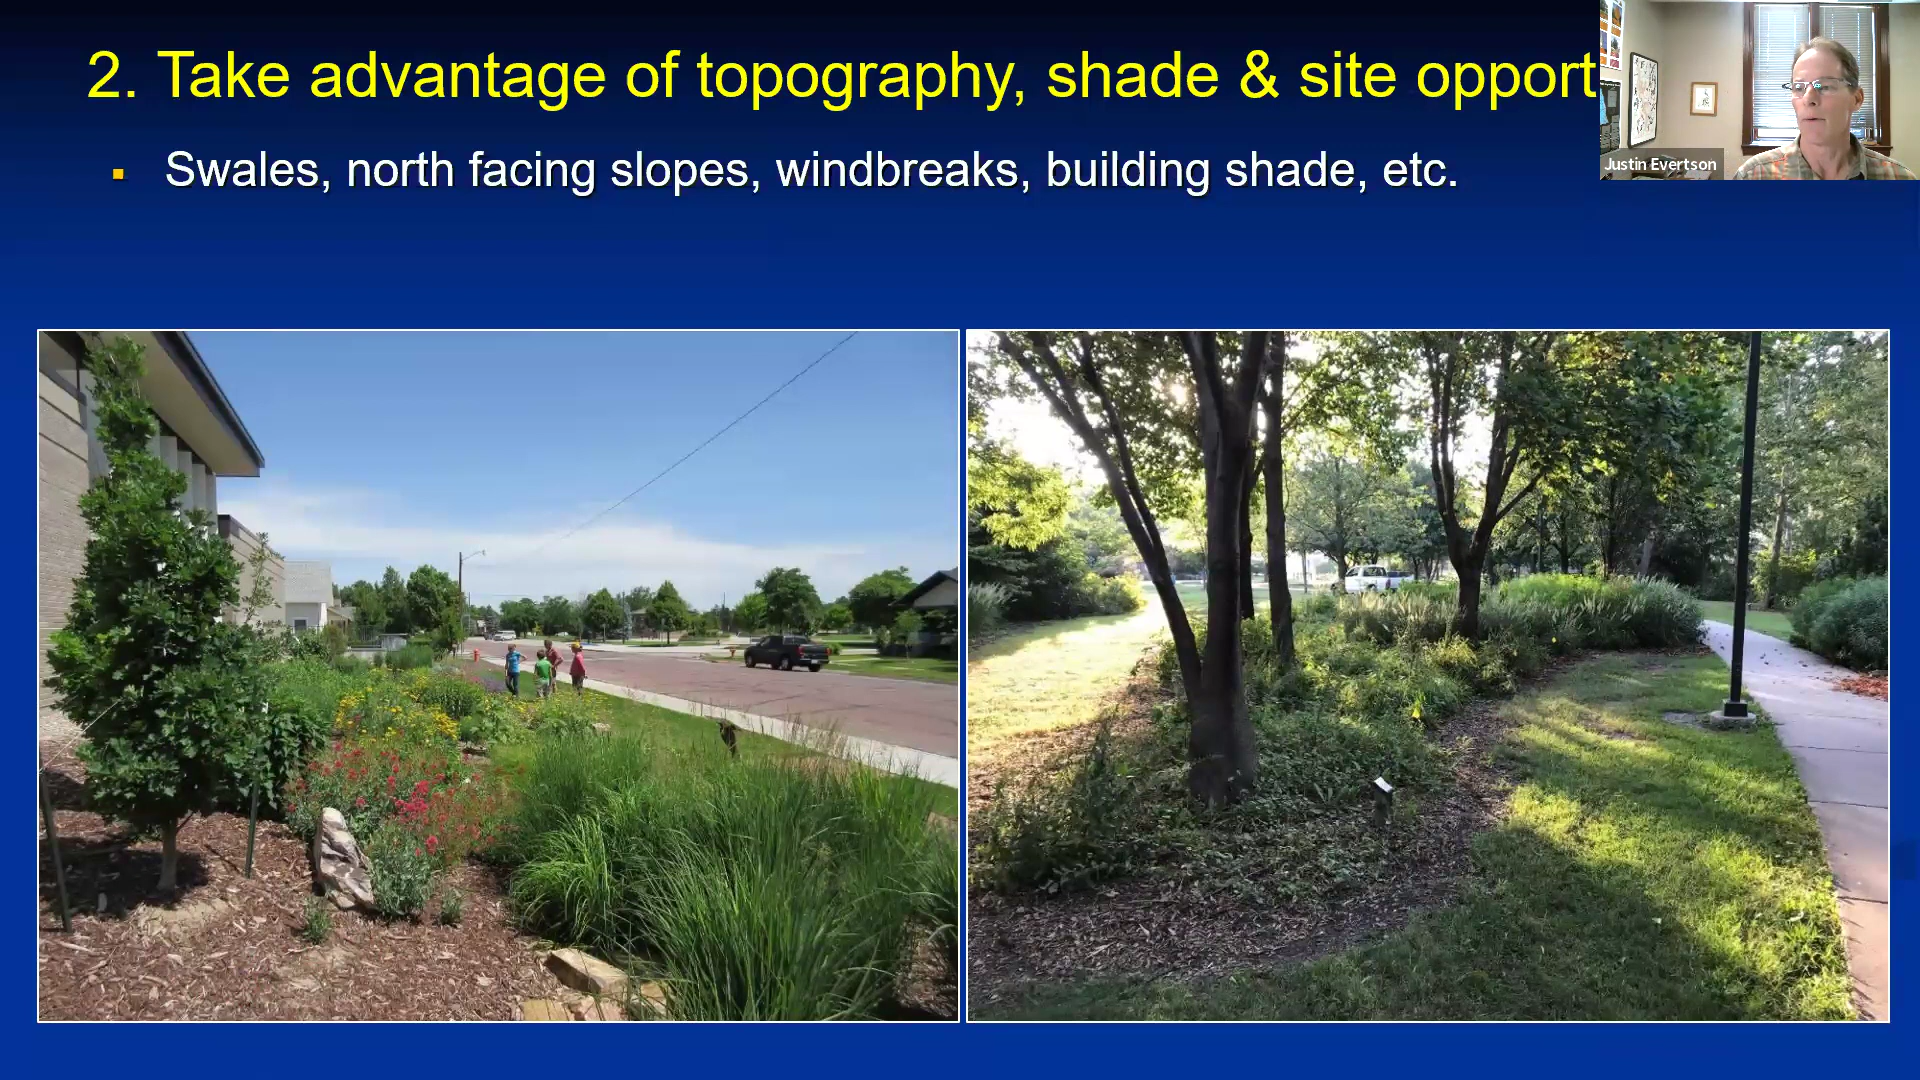 2. Take advantage of topography, shade & site opport
▪ Swales, north facing slopes, windbreaks, building shade, etc.
Justin Evertson